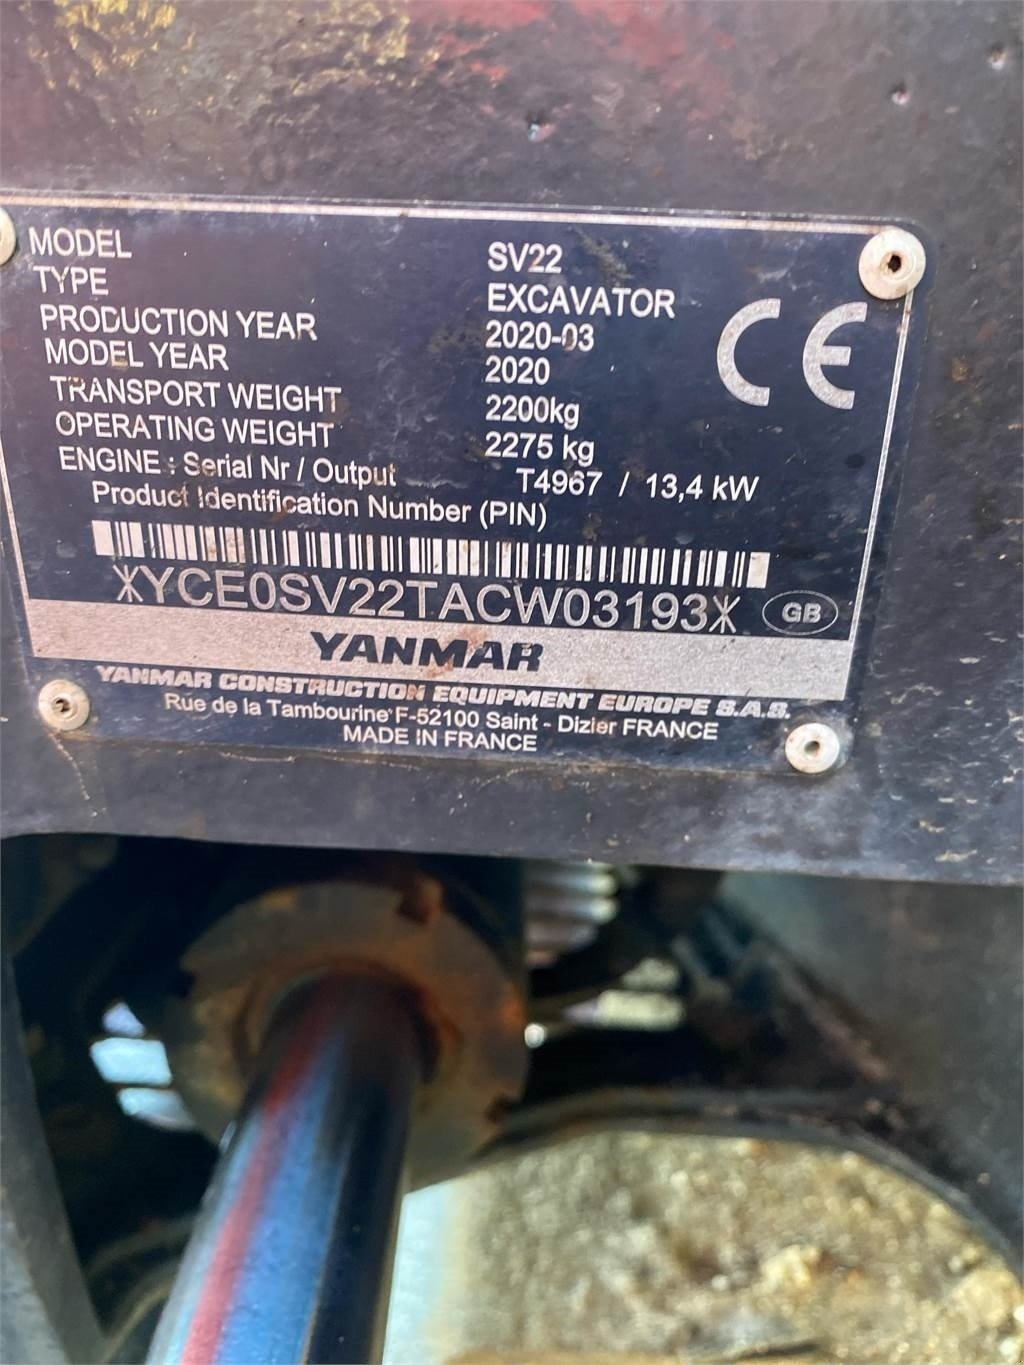 MODEL SV22
TYPE EXCAVATOR
PRODUCTION YEAR 2020-03
MODEL YEAR 2020
TRANSPORT WEIGHT 2200kg
OPERATING WEIGHT 2275 kg
ENGINE : Serial Nr / Output T4967 / 13,4 kW
Product Identification Number (PIN)
CE
*YCE0SV22TACW03193*
GB
YANMAR
YANMAR CONSTRUCTION EQUIPMENT EUROPE S.A.S.
Rue de la Tambourine F-52100 Saint - Dizier FRANCE
MADE IN FRANCE